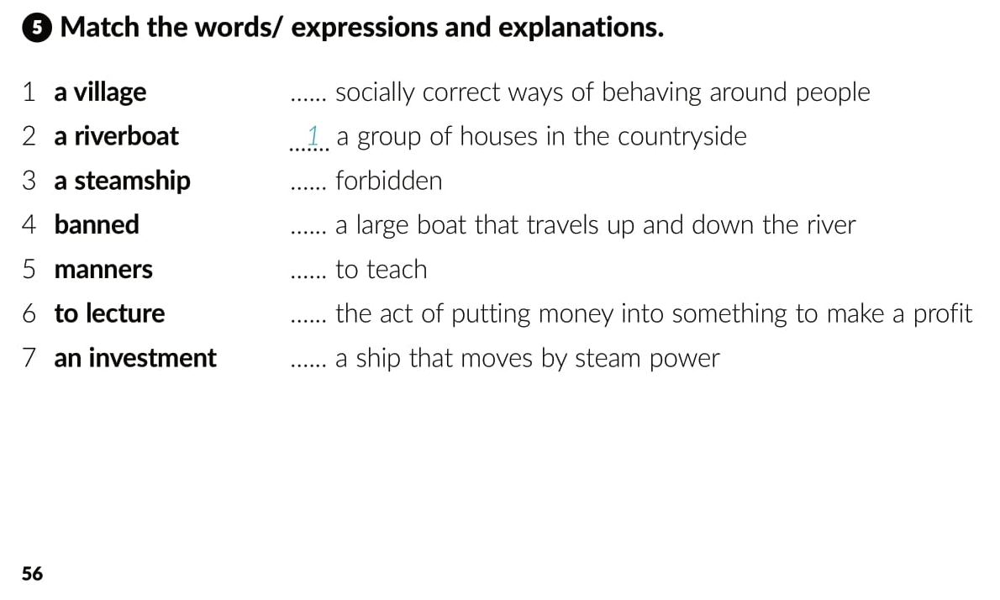 5 Match the words/ expressions and explanations.
1 a village ...... socially correct ways of behaving around people
2 a riverboat ...1... a group of houses in the countryside
3 a steamship ...... forbidden
4 banned ...... a large boat that travels up and down the river
5 manners ...... to teach
6 to lecture ...... the act of putting money into something to make a profit
7 an investment ...... a ship that moves by steam power
56